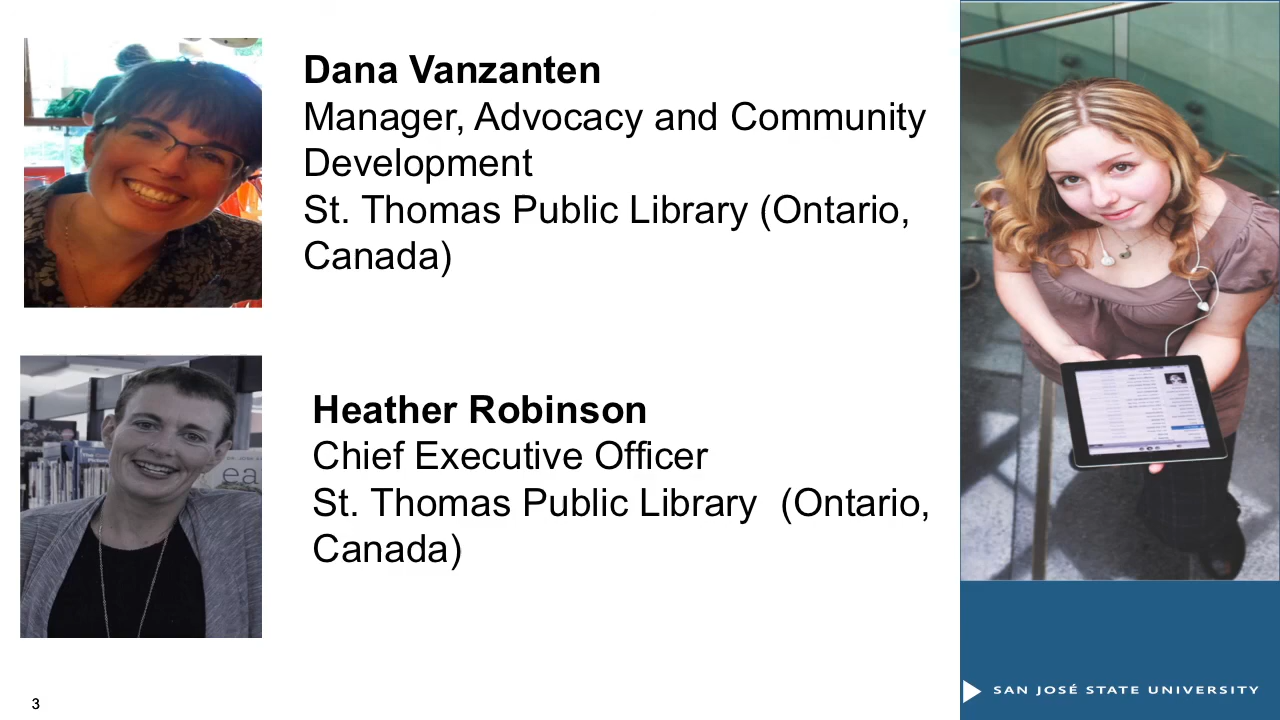 Dana Vanzanten
Manager, Advocacy and Community
Development
St. Thomas Public Library (Ontario,
Canada)
Heather Robinson
Chief Executive Officer
St. Thomas Public Library  (Ontario,
Canada)
ea
3
SAN JOSÉ STATE UNIVERSITY